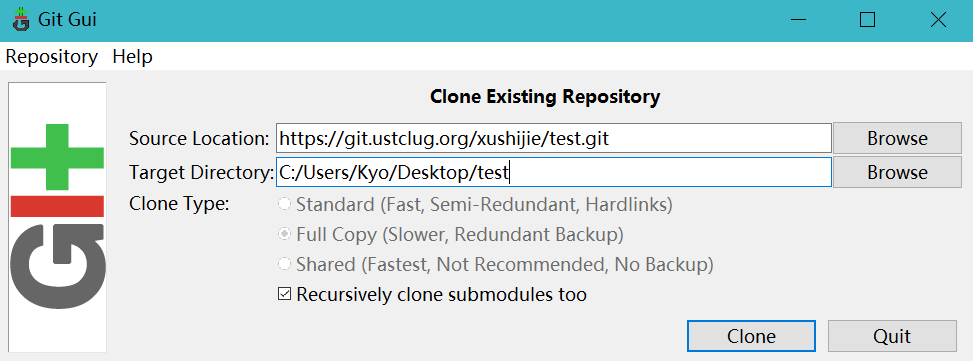 Git Gui
Repository Help
Clone Existing Repository
Source Location: https://git.ustclug.org/xushijie/test.git Browse
Target Directory: C:/Users/Kyo/Desktop/test Browse
Clone Type: Standard (Fast, Semi-Redundant, Hardlinks)
Full Copy (Slower, Redundant Backup)
Shared (Fastest, Not Recommended, No Backup)
Recursively clone submodules too
Clone Quit